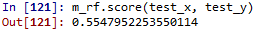 In [121]: m_rf.score(test_x, test_y)
Out[121]: 0.5547952253550114